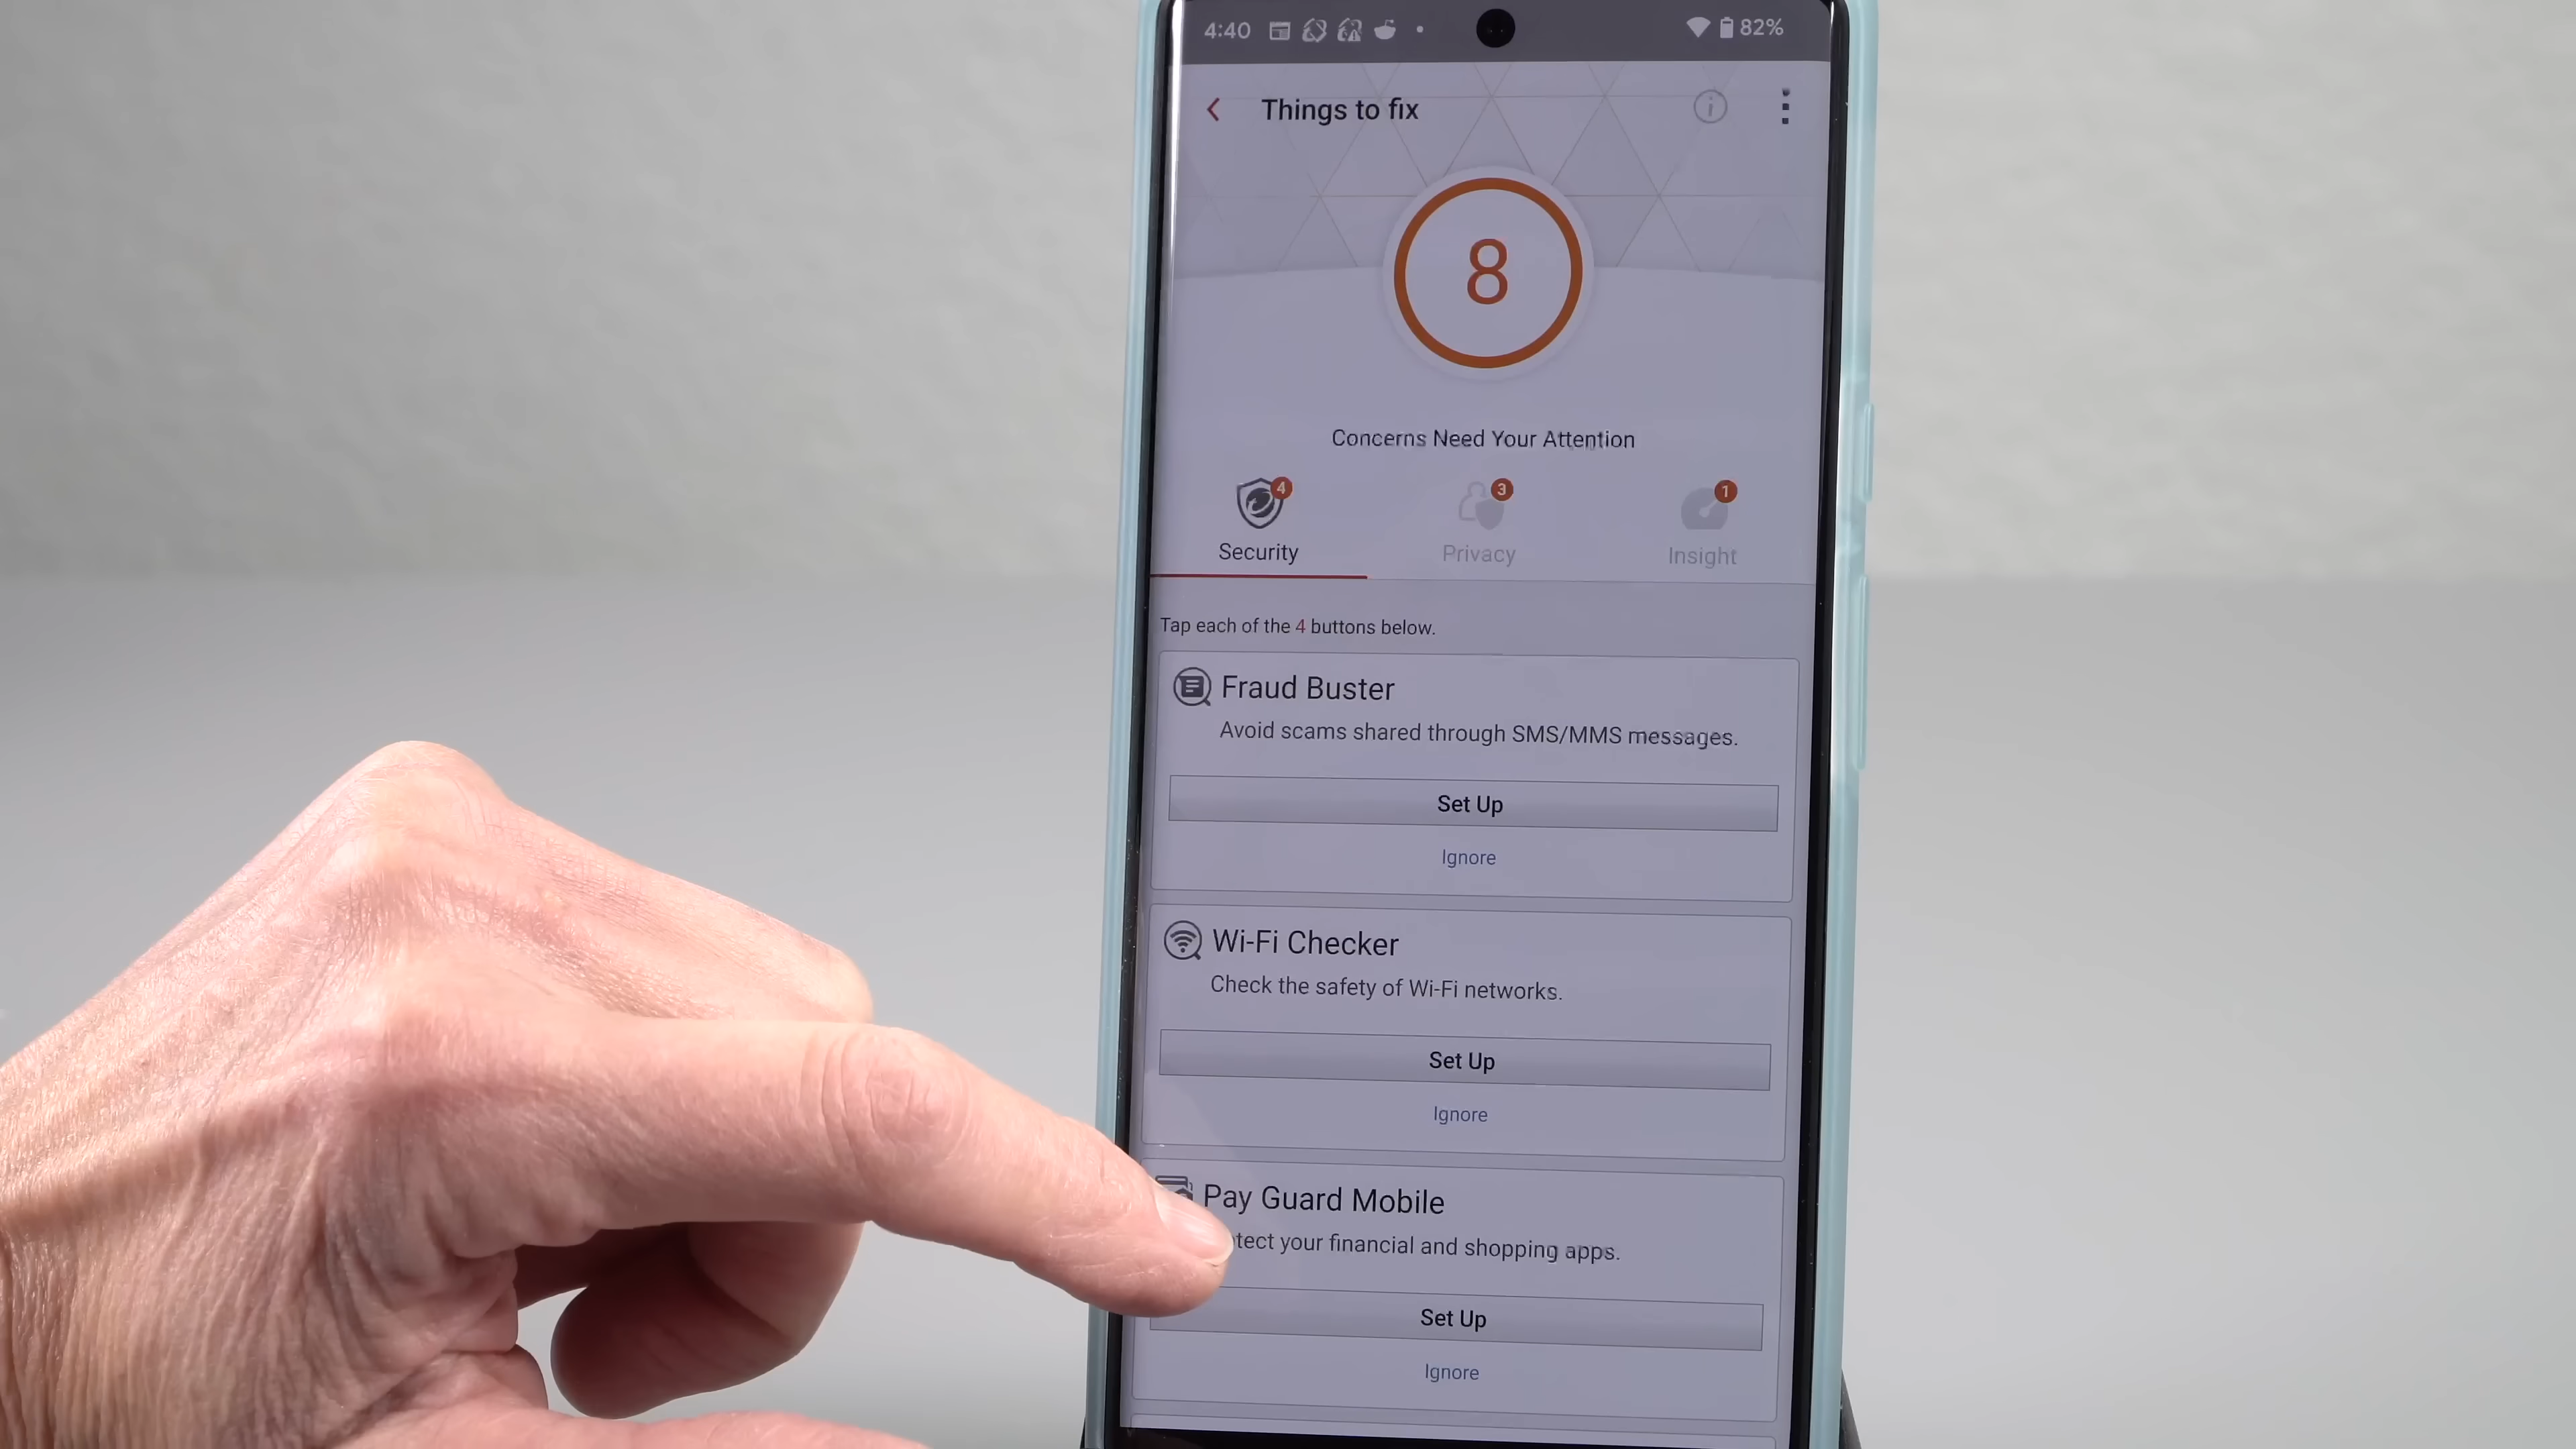 4:40
82%
Things to fix
8
Concerns Need Your Attention
4
3
1
Security
Privacy
Insight
Tap each of the 4 buttons below.
Fraud Buster
Avoid scams shared through SMS/MMS messages.
Set Up
Ignore
Wi-Fi Checker
Check the safety of Wi-Fi networks.
Set Up
Ignore
Pay Guard Mobile
your financial and shopping apps.
Set Up
Ignore